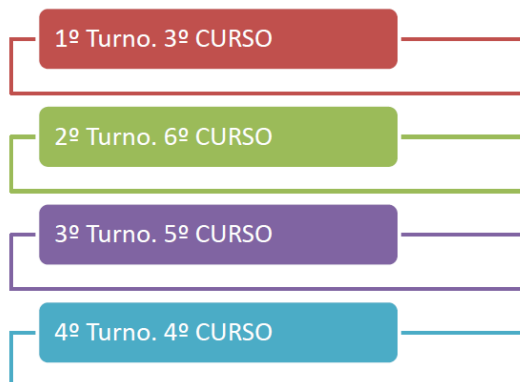 1º Turno. 3º CURSO
2º Turno. 6º CURSO
3º Turno. 5º CURSO
4º Turno. 4º CURSO